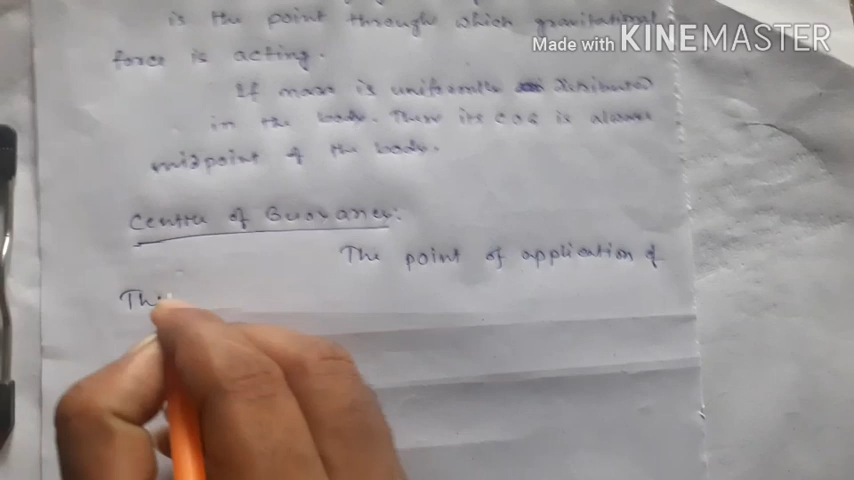 is the point through which gravitational
Made with KINEMASTER
force is acting.
If mass is uniformly distributed
in the body. Then its COG is always
midpoint of the body.
Centre of Buoyancy:
The point of application of
Thi